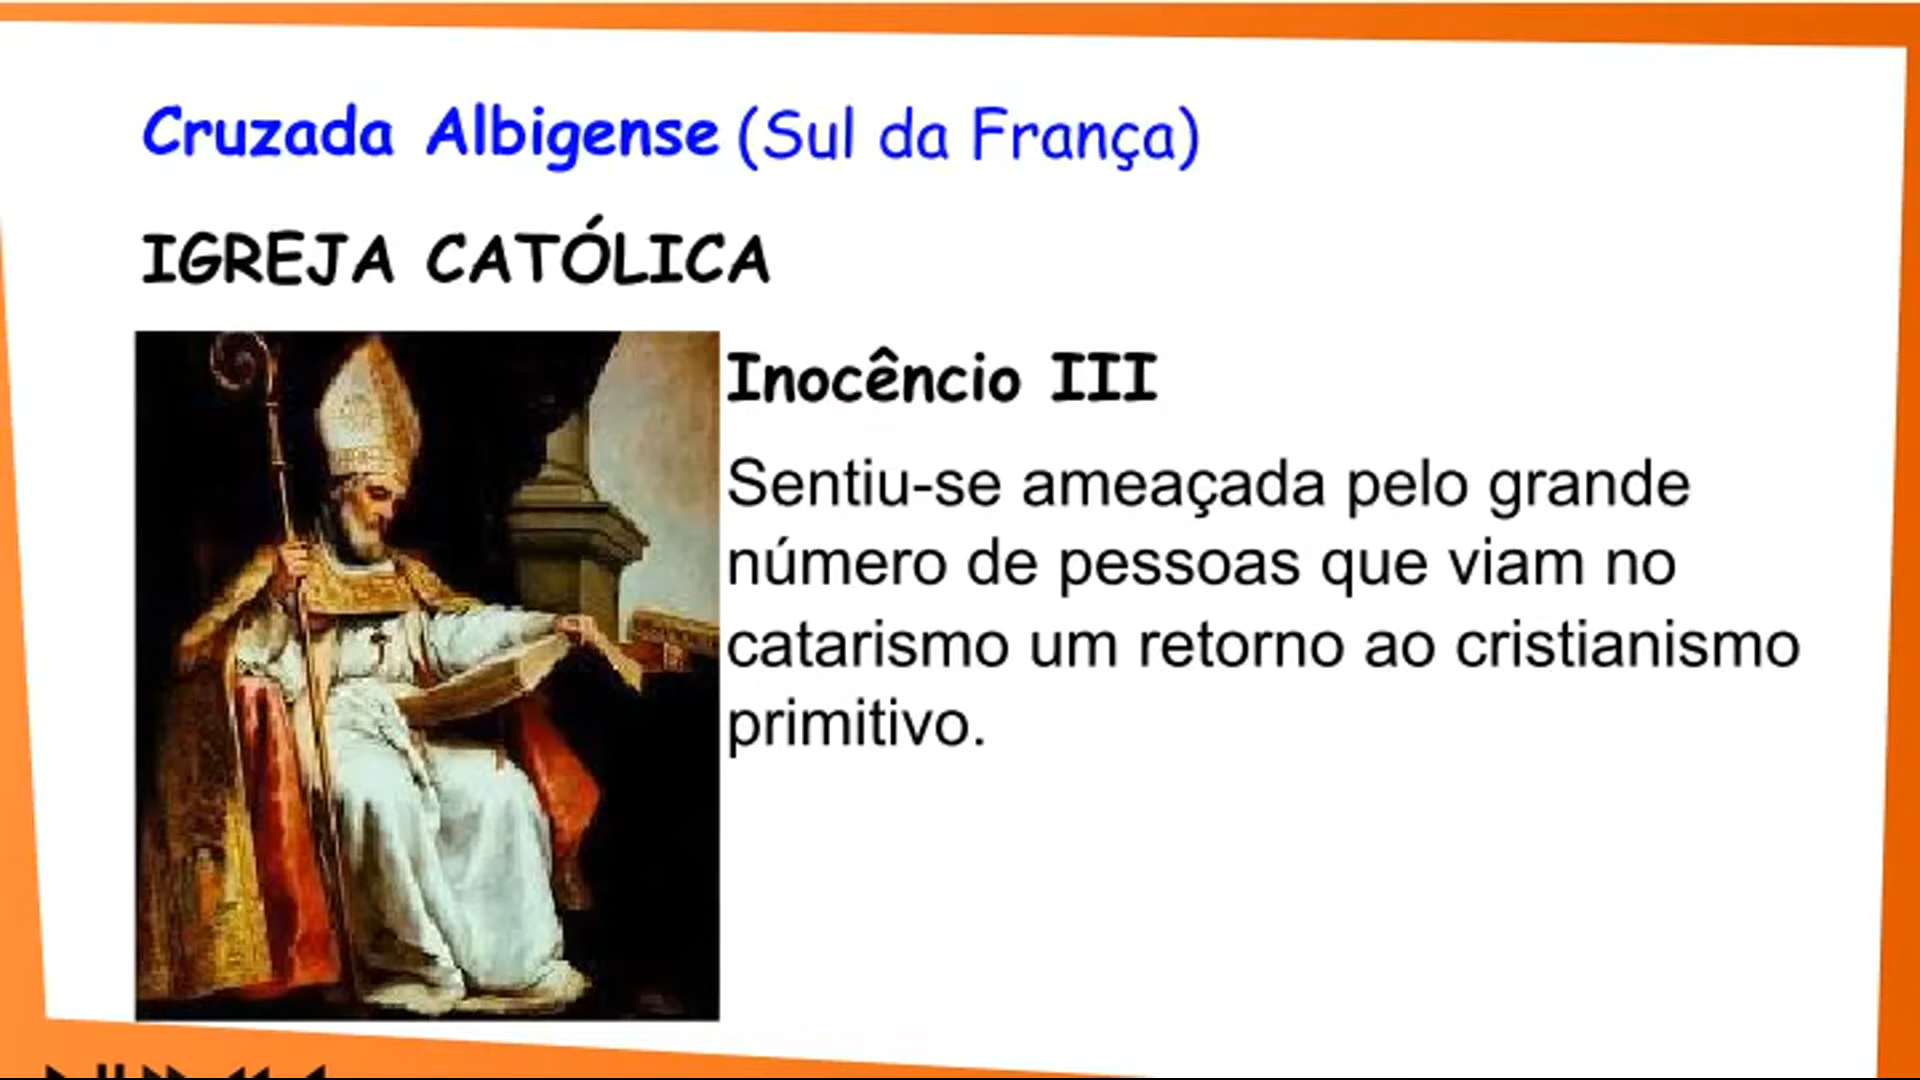 Cruzada Albigense (Sul da França)
IGREJA CATÓLICA
Inocêncio III
Sentiu-se ameaçada pelo grande
número de pessoas que viam no
catarismo um retorno ao cristianismo
primitivo.